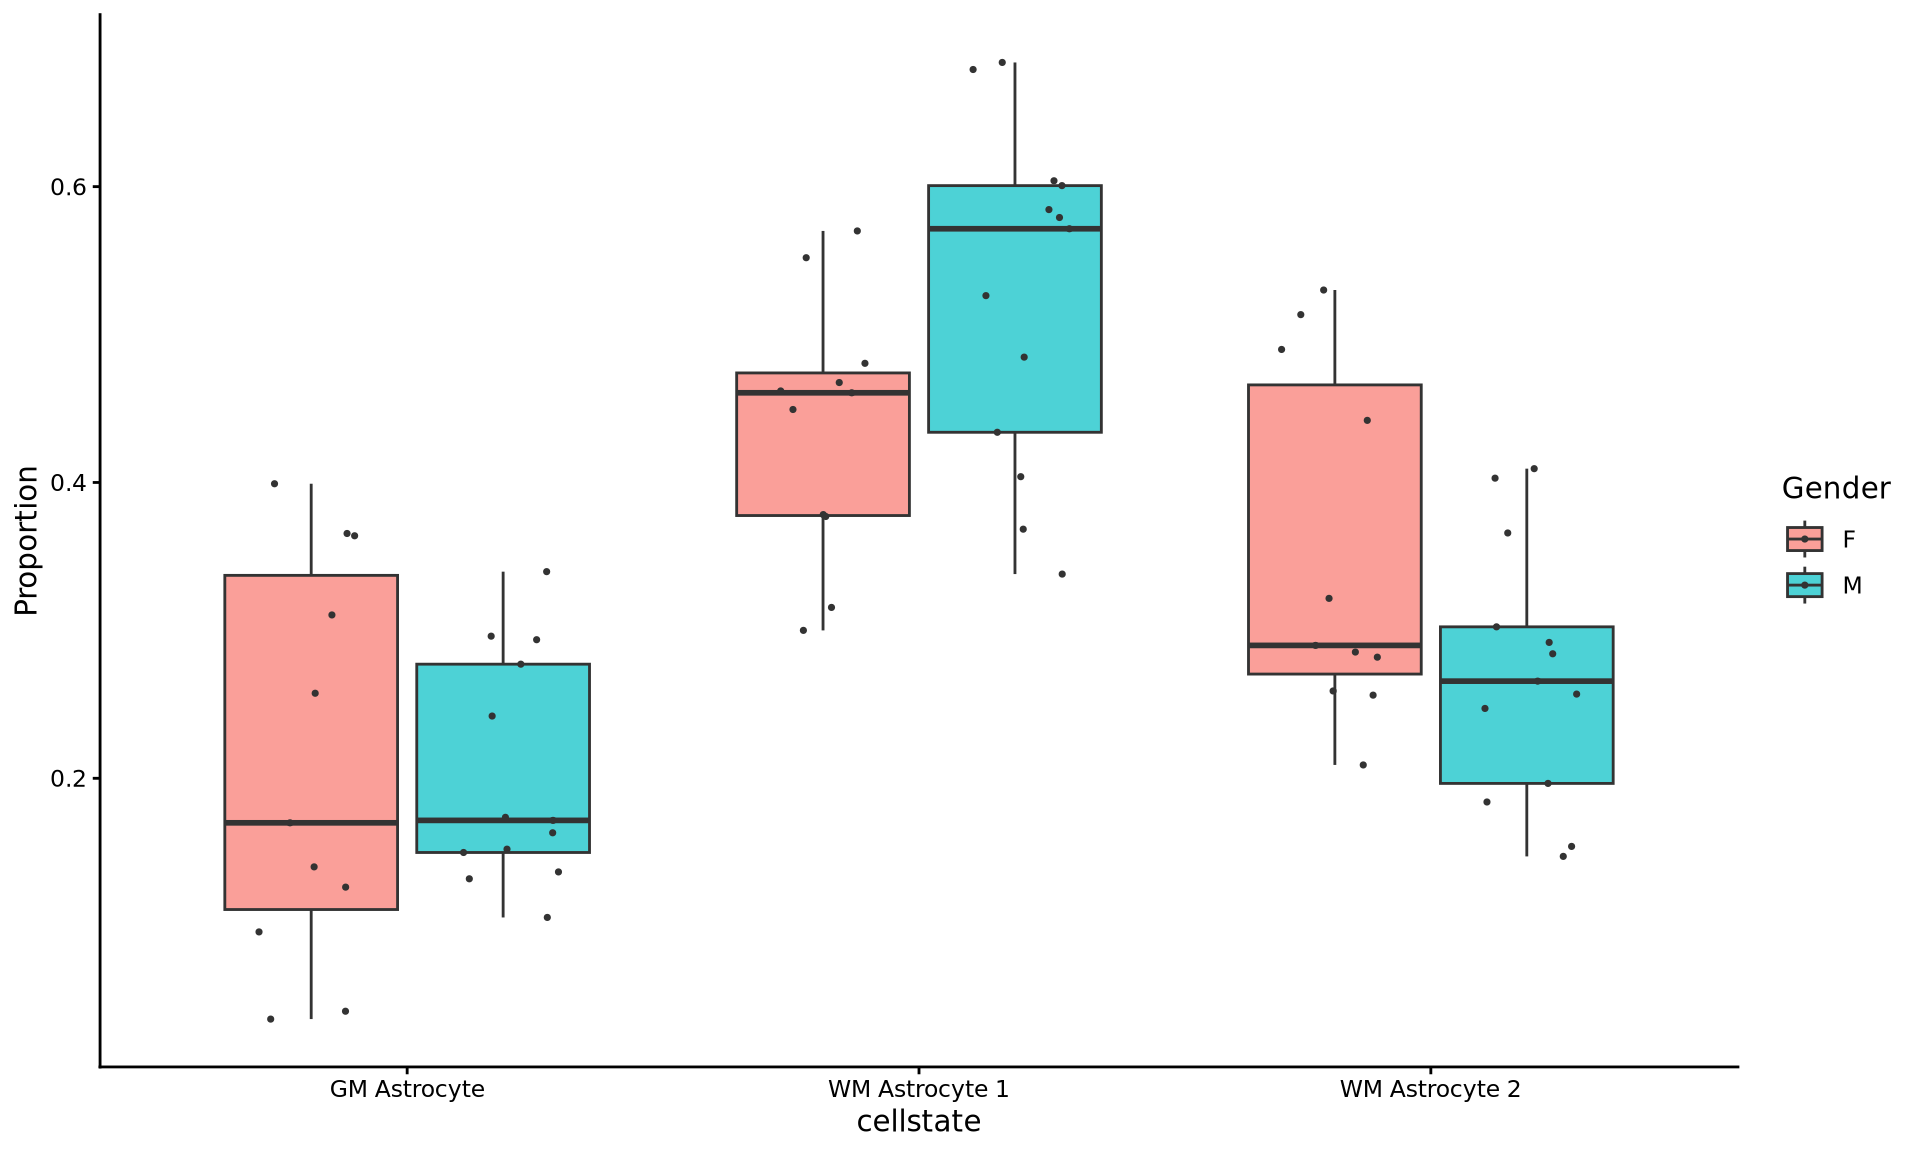 Proportion
0.6
0.4
0.2
GM Astrocyte
WM Astrocyte 1
WM Astrocyte 2
cellstate
Gender
F
M